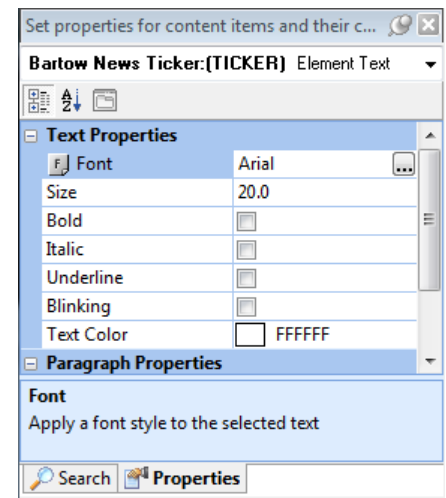 Set properties for content items and their c...
Bartow News Ticker:(TICKER) Element Text
Text Properties
F Font Arial ...
Size 20.0
Bold
Italic
Underline
Blinking
Text Color FFFFFF
Paragraph Properties
Font
Apply a font style to the selected text
Search Properties